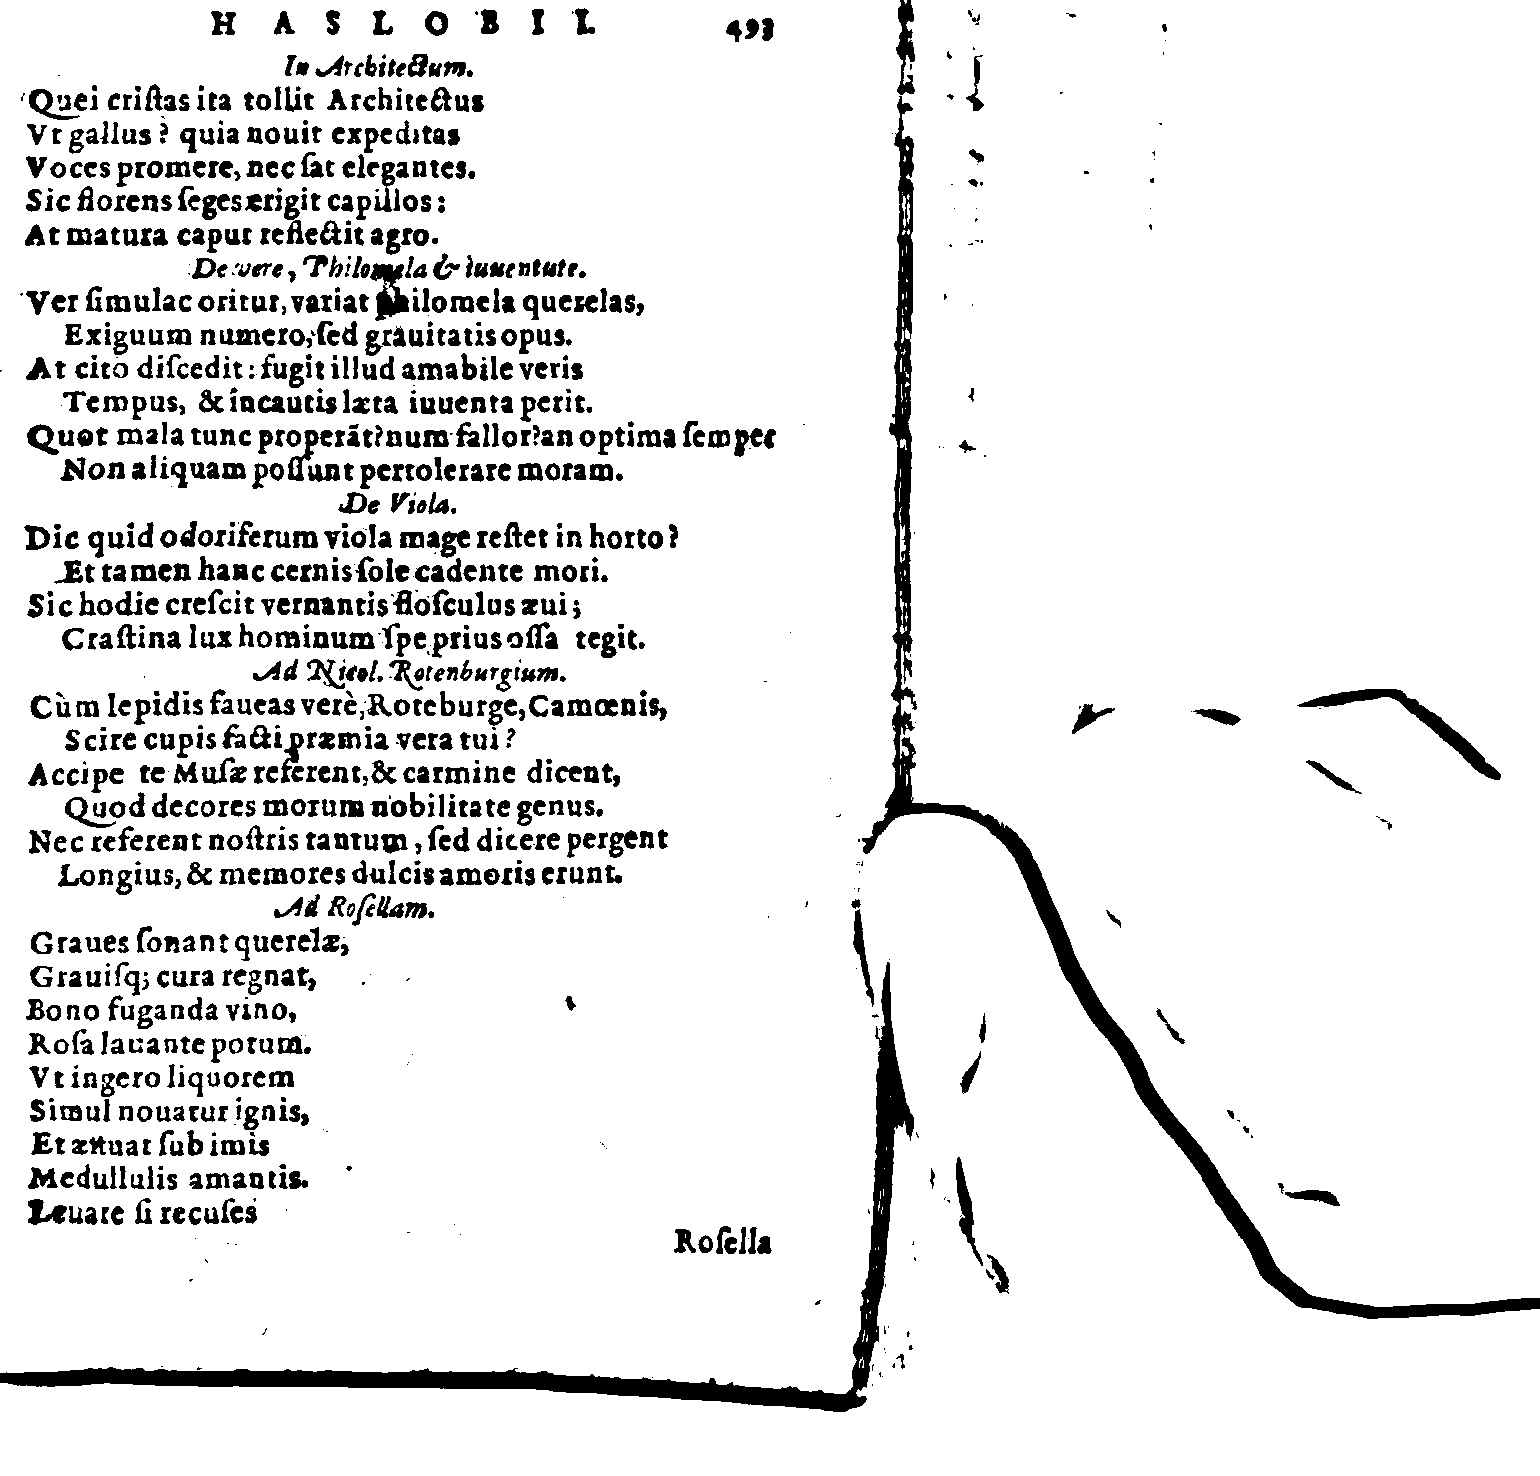 HASLOBII. 493
In Architectum.
Quei cristas ita tollit Architectus
Vt gallus? quia nouit expeditas
Voces promere, nec sat elegantes.
Sic florens seges ærigit capillos:
At matura caput reflectit agro.
De vere, Philomela & iuuentute.
Ver simulac oritur, variat philomela querelas,
Exiguum numero, sed grauitatis opus.
At citò discedit: fugit illud amabile veris
Tempus, & incautis læta iuuenta perit.
Quot mala tunc properāt? num fallor? an optima semper
Non aliquam possunt pertolerare moram.
De Viola.
Dic quid odoriferum viola mage restet in horto?
Et tamen hanc cernis sole cadente mori.
Sic hodie crescit vernantis flosculus æui;
Crastina lux hominum spe prius ossa tegit.
Ad Nicol. Rotenburgium.
Cùm lepidis faueas verè, Roteburge, Camœnis,
Scire cupis facti præmia vera tui?
Accipe te Musæ referent, & carmine dicent,
Quod decores morum nobilitate genus.
Nec referent nostris tantum, sed dicere pergent
Longius, & memores dulcis amoris erunt.
Ad Rosellam.
Graues sonant querelæ,
Grauisq; cura regnat,
Bono fuganda vino,
Rosa lauante potum.
Vt ingero liquorem
Simul nouatur ignis,
Et æstuat sub imis
Medullulis amantis.
Leuare si recuses
Rosella